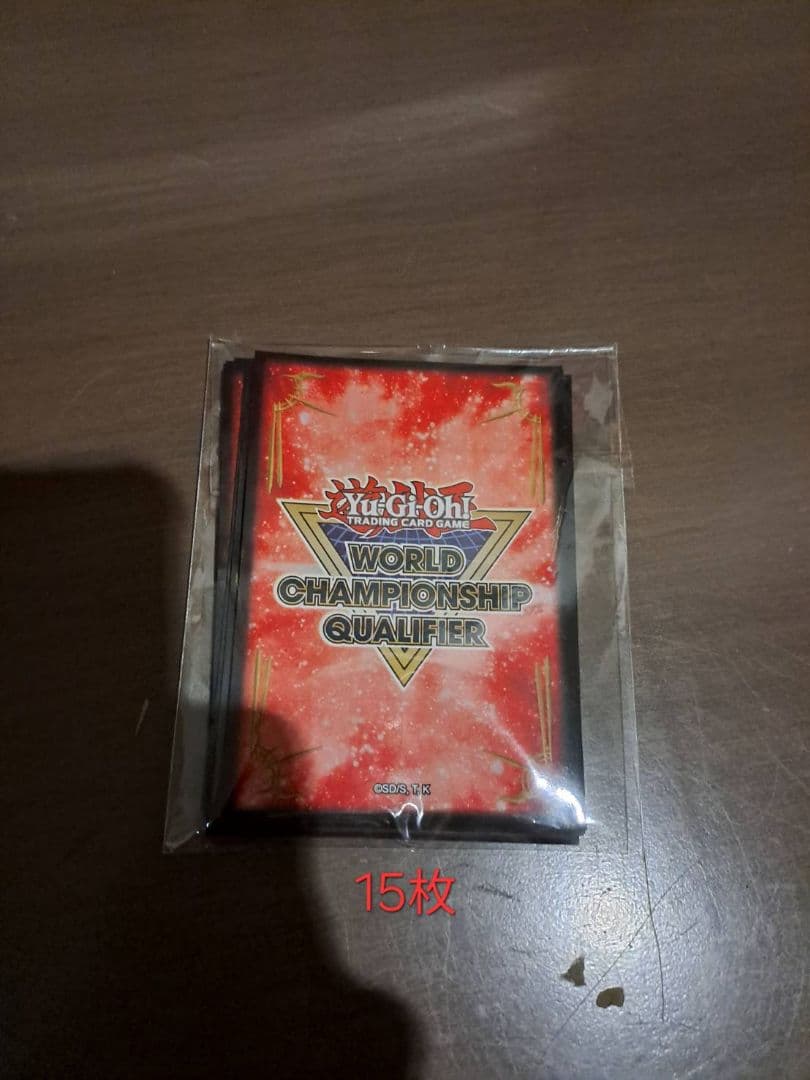 遊戯王
Yu-Gi-Oh!
TRADING CARD GAME
WORLD
CHAMPIONSHIP
QUALIFIER
©SD/S, T, K
15枚